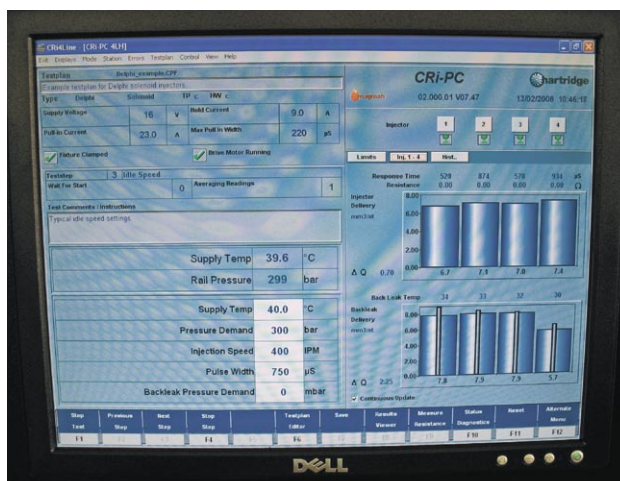 CRi4Line - [CRi PC 4LH]
Exit Displays Mode Station Errors Testplan Control View Help
Testplan Delphi_example.CPF
Example testplan for Delphi solenoid injectors.
Type Delphi Solenoid TP c HW c
Supply Voltage 16 V Hold Current 9.0 A
Pull-in Current 23.0 A Max Pull in Width 220 µS
Fixture Clamped Drive Motor Running
Teststep 3 Idle Speed
Wait For Start 0 Averaging Readings 1
Test Comments / Instructions
Typical idle speed settings.
Supply Temp 39.6 °C
Rail Pressure 299 bar
Supply Temp 40.0 °C
Pressure Demand 300 bar
Injection Speed 400 IPM
Pulse Width 750 µS
Backleak Pressure Demand 0 mbar
CRi-PC
hartridge
02.000.01 V07.47 13/02/2008 10:46:18
Injector 1 2 3 4
Limits Inj. 1 - 4 Hist.
Response Time 529 874 578 934 µS
Resistance 0.00 0.00 0.00 0.00 Ω
Injector
Delivery
8.00
6.00
4.00
2.00
0.00
Δ Q 0.70 6.7 7.1 7.0 7.4
Back Leak Temp 34 33 32 30
Backleak
Delivery
8.00
6.00
4.00
2.00
0.00
Δ Q 2.25 7.8 7.9 7.9 5.7
Continuous Update
Stop Test
Previous Step
Next Step
Stop Step
Testplan Editor
Save
Results Viewer
Measure Resistance
Status Diagnostics
Reset
Alternate Menu
F1 F4 F6 F10 F11 F12
DELL